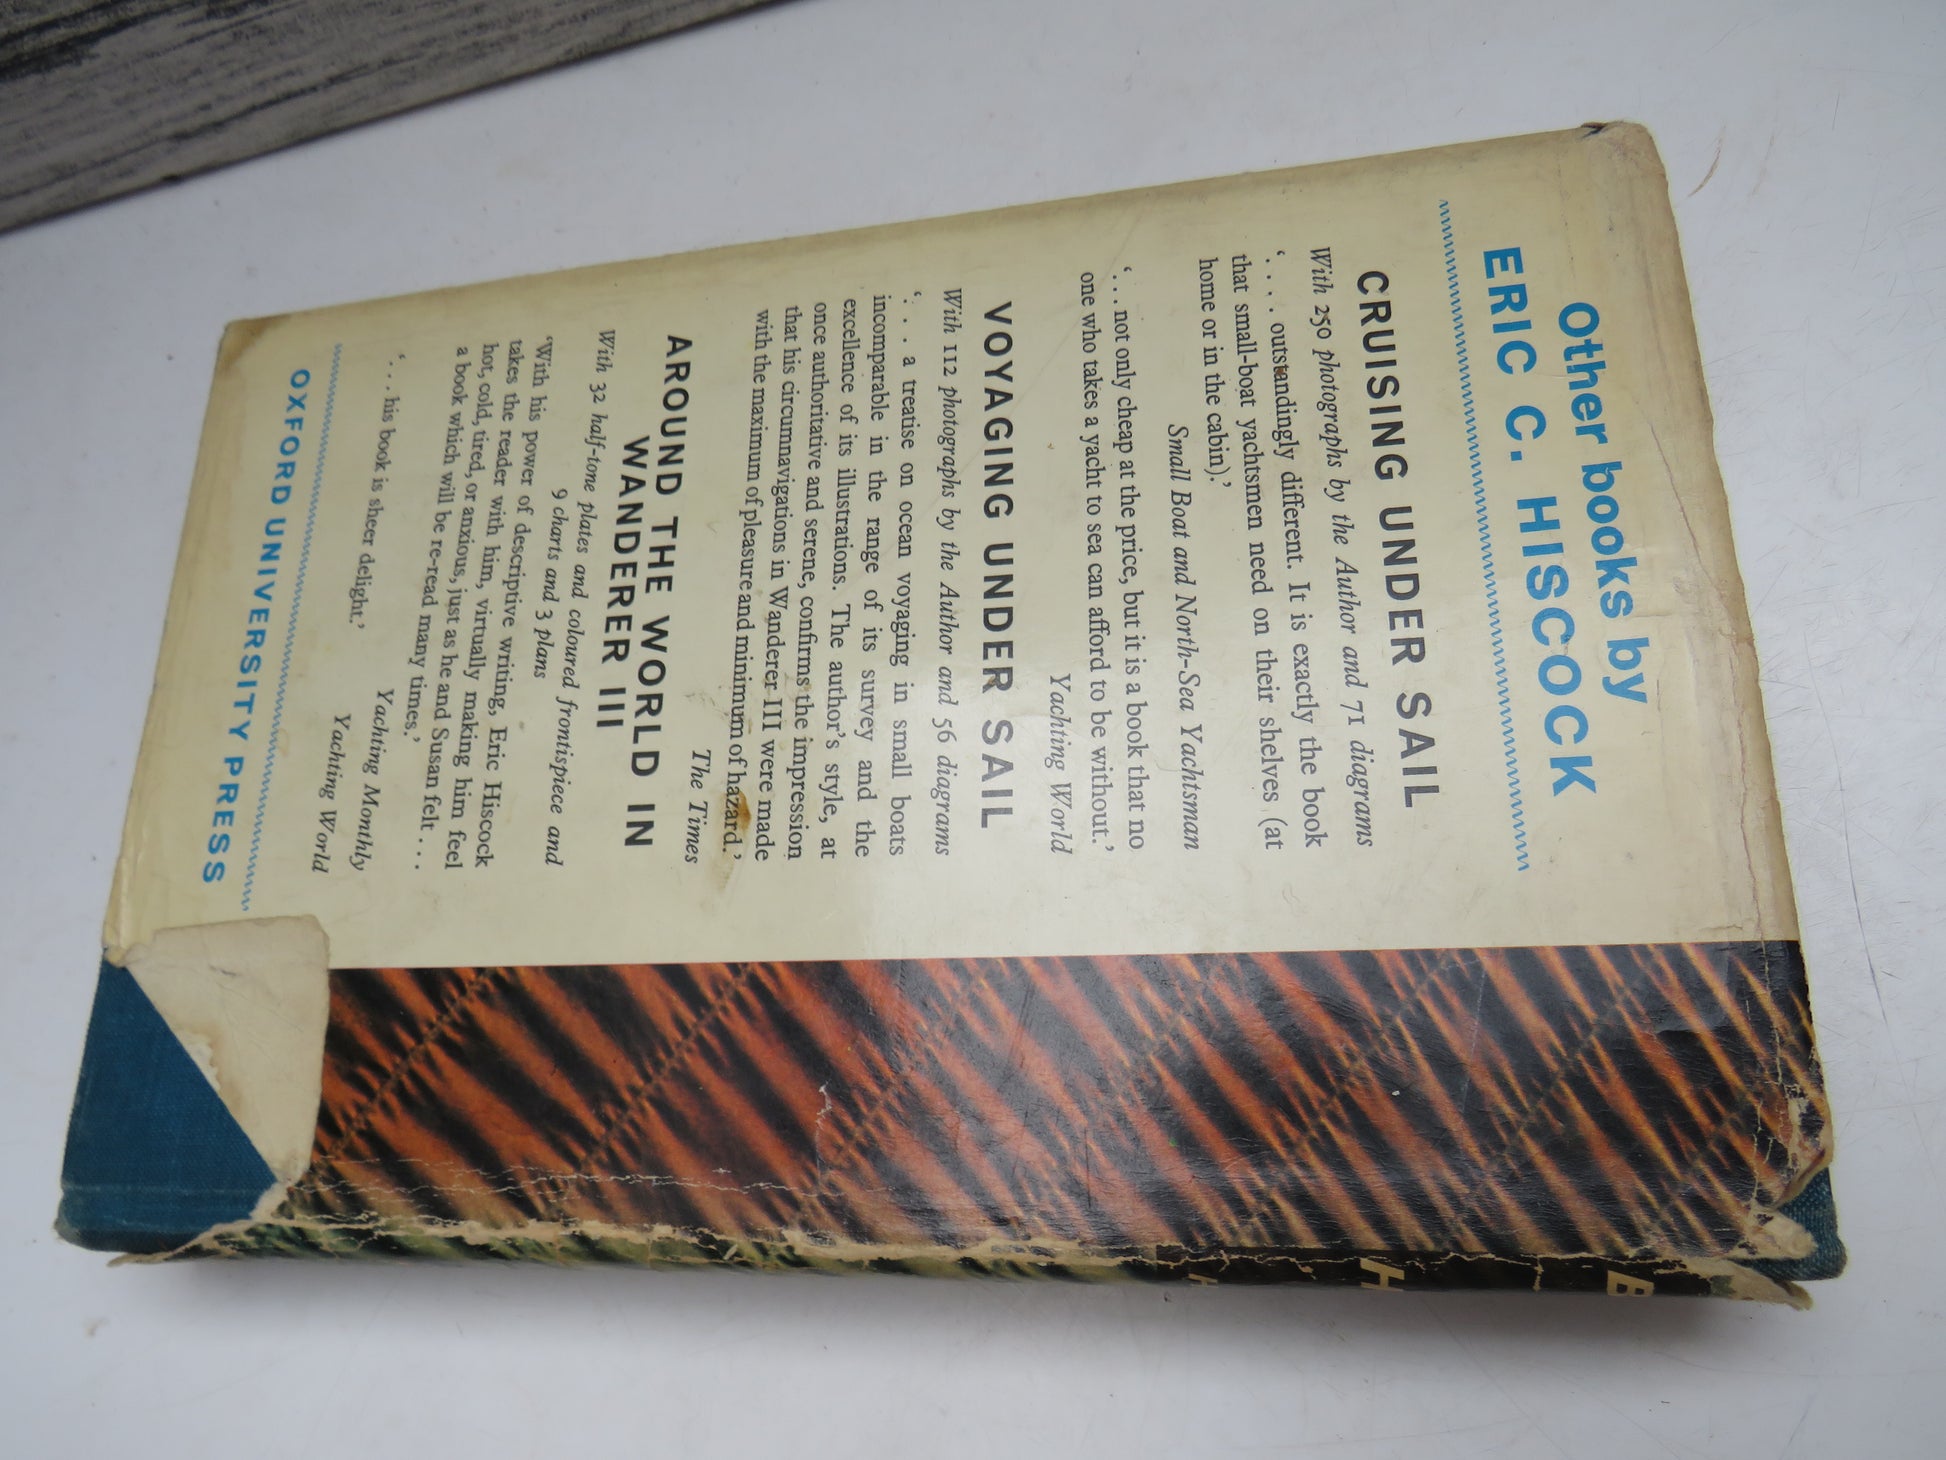 Other books by
ERIC C. HISCOCK
CRUISING UNDER SAIL
With 250 photographs by the Author and 71 diagrams
‘. . . outstandingly different. It is exactly the book
that small-boat yachtsmen need on their shelves (at
home or in the cabin).’
Small Boat and North-Sea Yachtsman
‘. . . not only cheap at the price, but it is a book that no
one who takes a yacht to sea can afford to be without.’
Yachting World
VOYAGING UNDER SAIL
With 112 photographs by the Author and 56 diagrams
‘. . . a treatise on ocean voyaging in small boats
incomparable in the range of its survey and the
excellence of its illustrations. The author’s style, at
once authoritative and serene, confirms the impression
that his circumnavigations in Wanderer III were made
with the maximum of pleasure and minimum of hazard.’
The Times
AROUND THE WORLD IN
WANDERER III
With 32 half-tone plates and coloured frontispiece and
9 charts and 3 plans
‘With his power of descriptive writing, Eric Hiscock
takes the reader with him, virtually making him feel
hot, cold, tired, or anxious, just as he and Susan felt . . .
a book which will be re-read many times.’
Yachting Monthly
‘. . . his book is sheer delight.’
Yachting World
OXFORD UNIVERSITY PRESS
B
H
H